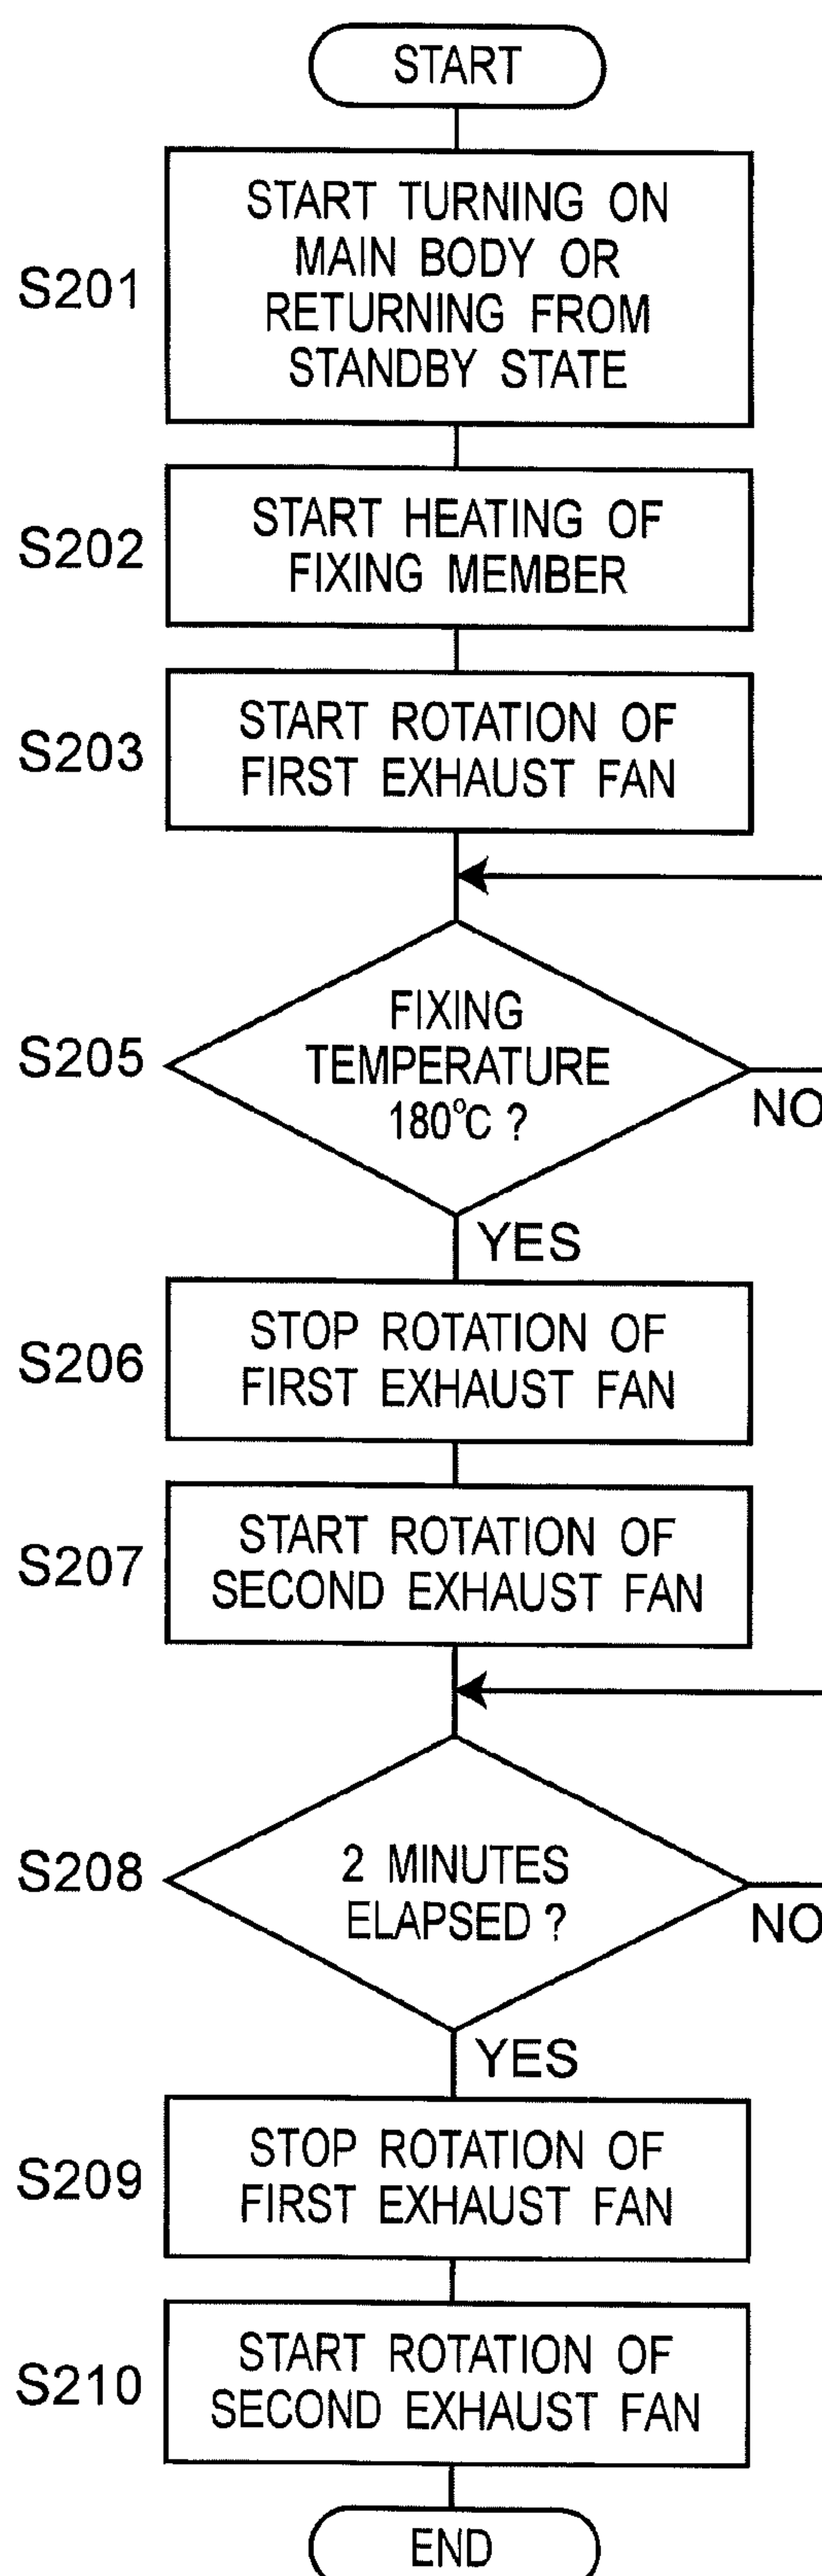 START
S201
START TURNING ON
MAIN BODY OR
RETURNING FROM
STANDBY STATE
S202
START HEATING OF
FIXING MEMBER
S203
START ROTATION OF
FIRST EXHAUST FAN
S205
FIXING
TEMPERATURE
180°C ?
NO
YES
S206
STOP ROTATION OF
FIRST EXHAUST FAN
S207
START ROTATION OF
SECOND EXHAUST FAN
S208
2 MINUTES
ELAPSED ?
NO
YES
S209
STOP ROTATION OF
FIRST EXHAUST FAN
S210
START ROTATION OF
SECOND EXHAUST FAN
END